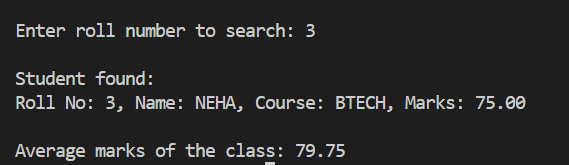 Enter roll number to search: 3
Student found:
Roll No: 3, Name: NEHA, Course: BTECH, Marks: 75.00
Average marks of the class: 79.75